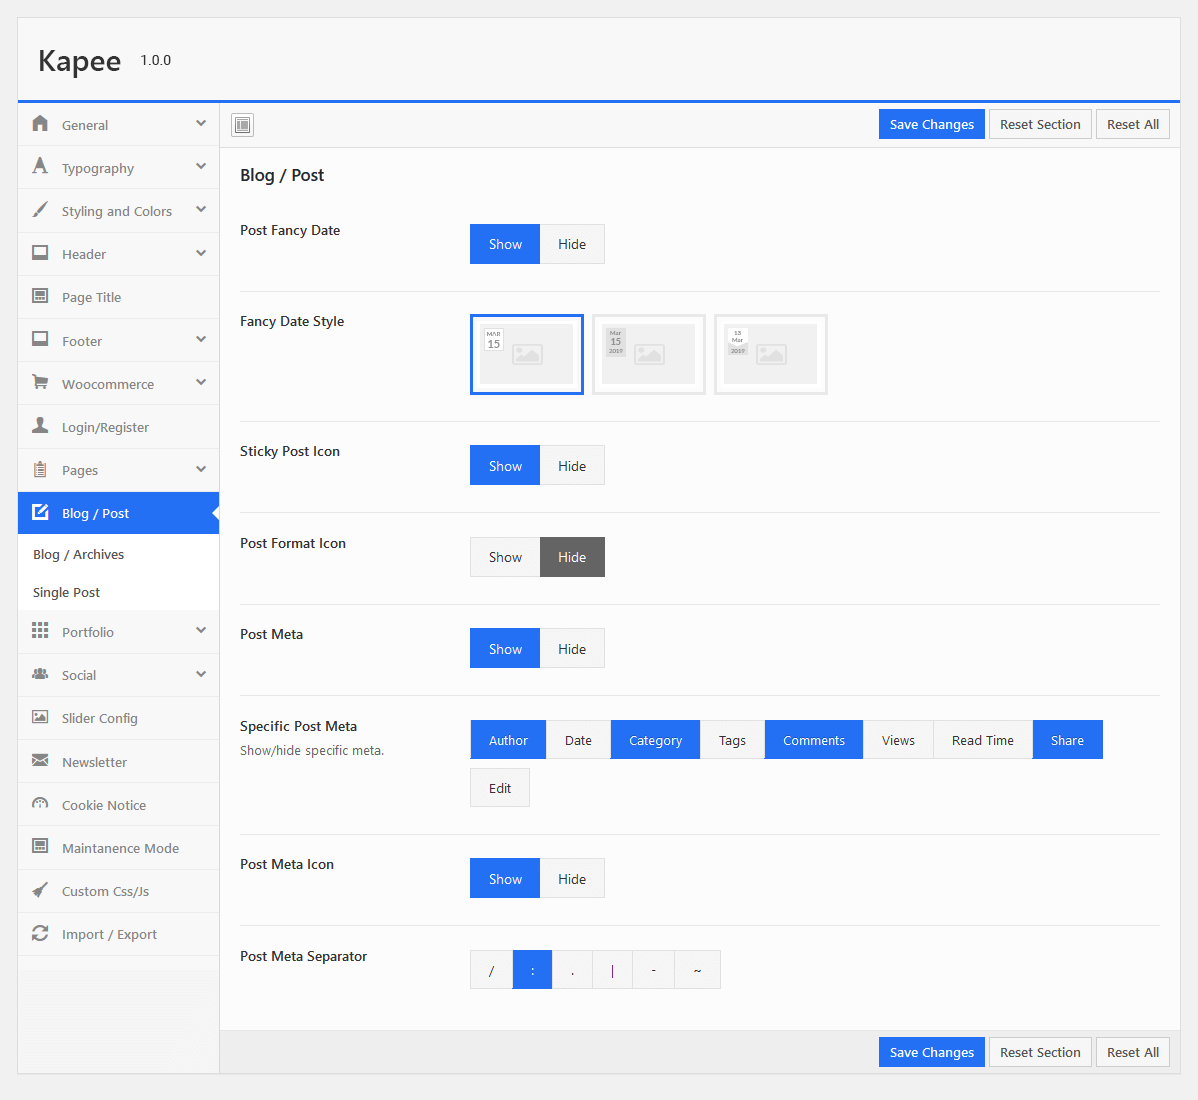 Kapee 1.0.0
General
Typography
Styling and Colors
Header
Page Title
Footer
Woocommerce
Login/Register
Pages
Blog / Post
Blog / Archives
Single Post
Portfolio
Social
Slider Config
Newsletter
Cookie Notice
Maintanence Mode
Custom Css/Js
Import / Export
Save Changes Reset Section Reset All
Blog / Post
Post Fancy Date Show Hide
Fancy Date Style
MAR
15
Mar
15
2019
13
Mar
2019
Sticky Post Icon Show Hide
Post Format Icon Show Hide
Post Meta Show Hide
Specific Post Meta
Show/hide specific meta.
Author Date Category Tags Comments Views Read Time Share
Edit
Post Meta Icon Show Hide
Post Meta Separator / : . | - ~
Save Changes Reset Section Reset All